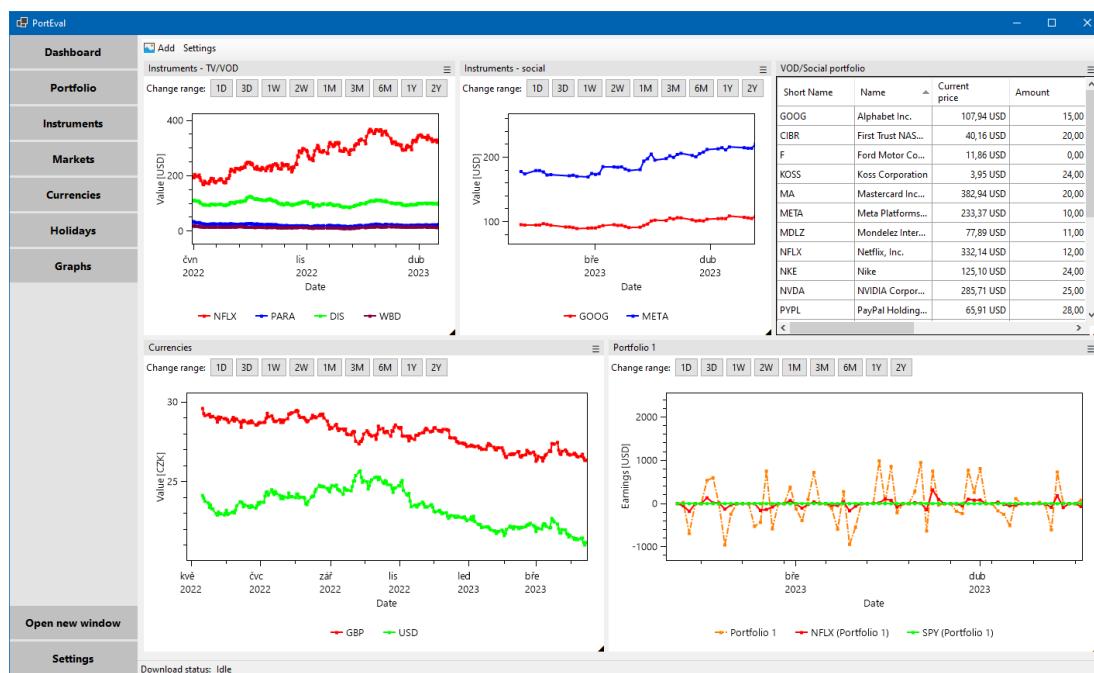 PortEval
Dashboard
Portfolio
Instruments
Markets
Currencies
Holidays
Graphs
Open new window
Settings
Add Settings
Instruments - TV/VOD
Change range: 1D 3D 1W 2W 1M 3M 6M 1Y 2Y
Value [USD]
400
200
0
čvn lis dub
2022 2022 2023
Date
NFLX PARA DIS WBD
Instruments - social
Change range: 1D 3D 1W 2W 1M 3M 6M 1Y 2Y
Value [USD]
200
100
bře dub
2023 2023
Date
GOOG META
VOD/Social portfolio
Short Name Name Current price Amount
GOOG Alphabet Inc. 107,94 USD 15,00
CIBR First Trust NAS... 40,16 USD 20,00
F Ford Motor Co... 11,86 USD 0,00
KOSS Koss Corporation 3,95 USD 24,00
MA Mastercard Inc... 382,94 USD 20,00
META Meta Platforms... 233,37 USD 10,00
MDLZ Mondelez Inter... 77,89 USD 11,00
NFLX Netflix, Inc. 332,14 USD 12,00
NKE Nike 125,10 USD 24,00
NVDA NVIDIA Corpor... 285,71 USD 25,00
PYPL PayPal Holding... 65,91 USD 28,00
Currencies
Change range: 1D 3D 1W 2W 1M 3M 6M 1Y 2Y
Value [CZK]
30
25
kvě čvc zář lis led bře
2022 2022 2022 2022 2023 2023
Date
GBP USD
Portfolio 1
Change range: 1D 3D 1W 2W 1M 3M 6M 1Y 2Y
Earnings [USD]
2000
1000
0
-1000
bře dub
2023 2023
Date
Portfolio 1 NFLX (Portfolio 1) SPY (Portfolio 1)
Download status: Idle